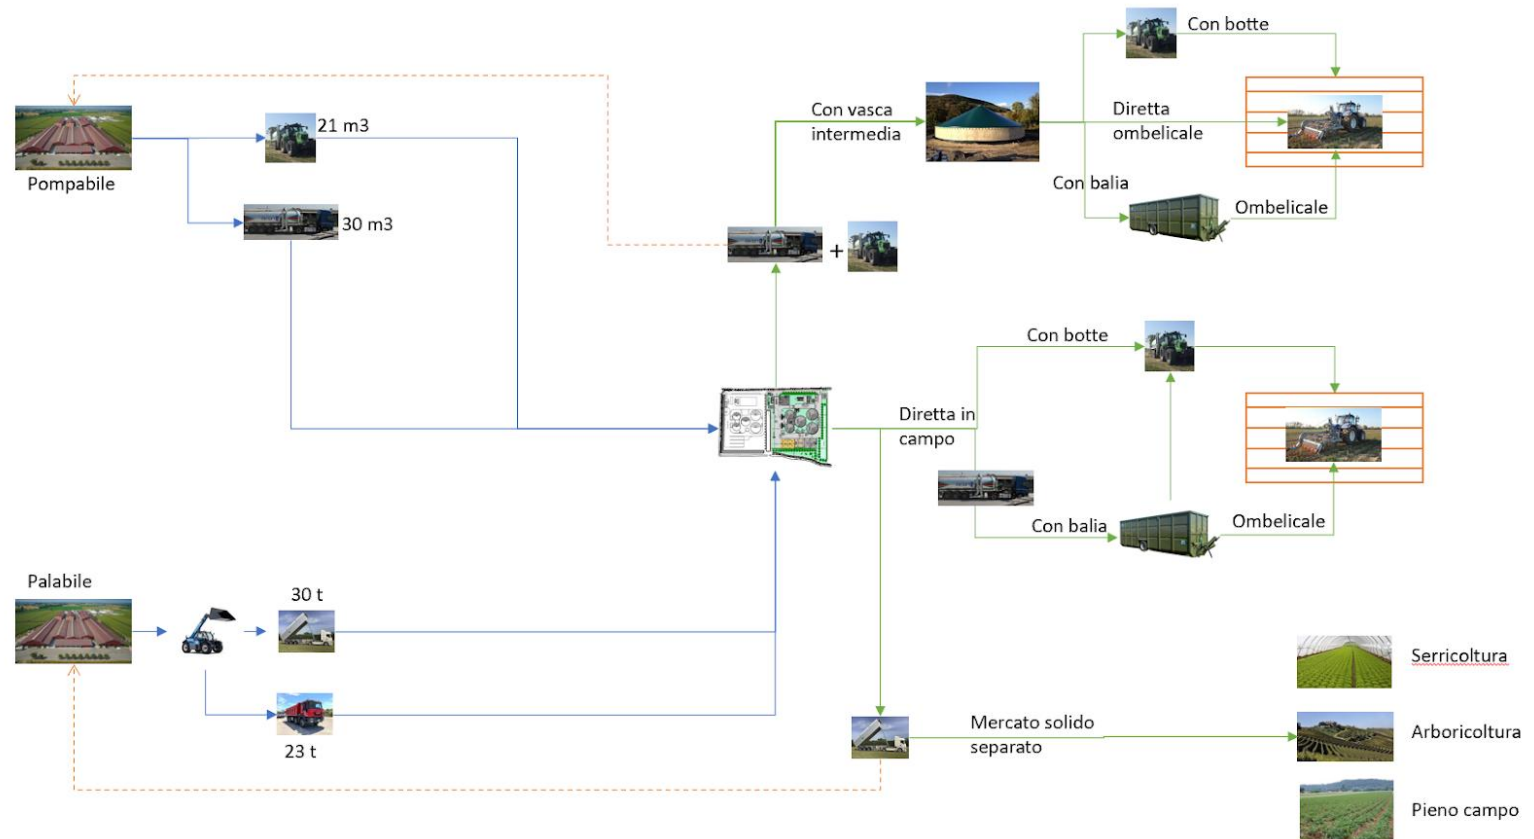 Con botte
Con vasca
intermedia
Diretta
ombelicale
21 m3
Pompabile
Con balia
Ombelicale
30 m3
+
Con botte
Diretta in
campo
Con balia
Ombelicale
Palabile
30 t
23 t
Mercato solido
separato
Serricoltura
Arboricoltura
Pieno campo